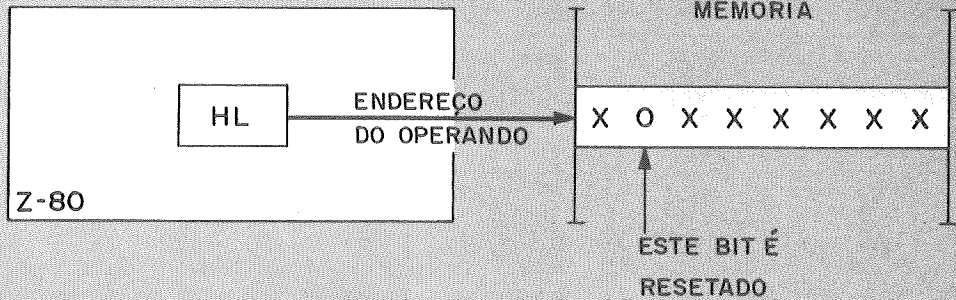 MEMORIA
HL
ENDEREÇO
DO OPERANDO
X O X X X X X X
Z-80
ESTE BIT É
RESETADO